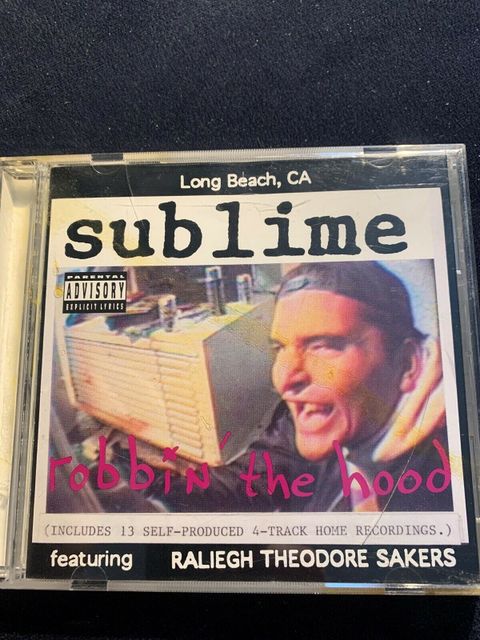 Long Beach, CA
sublime
PARENTAL
ADVISORY
EXPLICIT LYRICS
robbin' the hood
(INCLUDES 13 SELF-PRODUCED 4-TRACK HOME RECORDINGS.)
featuring RALIEGH THEODORE SAKERS